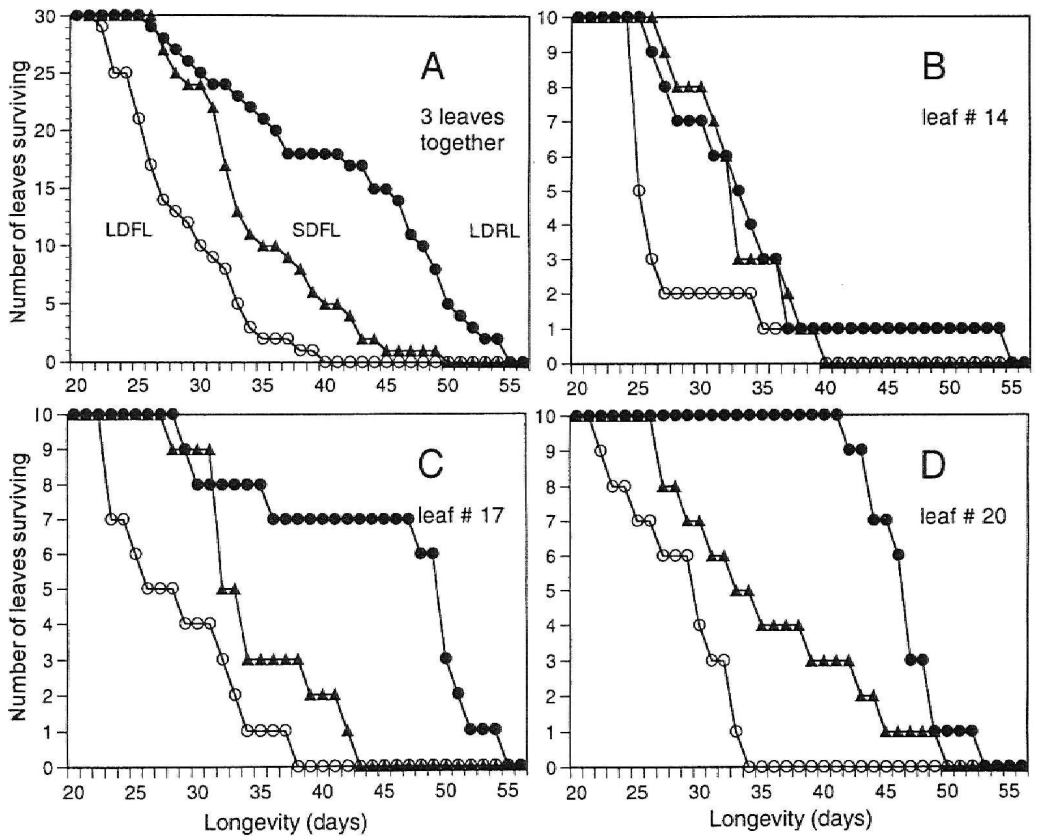 Number of leaves surviving
30
25
20
15
10
5
0
A
3 leaves
together
LDFL
SDFL
LDRL
20 25 30 35 40 45 50 55
10
9
8
7
6
5
4
3
2
1
0
B
leaf # 14
20 25 30 35 40 45 50 55
Number of leaves surviving
10
9
8
7
6
5
4
3
2
1
0
C
leaf # 17
20 25 30 35 40 45 50 55
Longevity (days)
10
9
8
7
6
5
4
3
2
1
0
D
leaf # 20
20 25 30 35 40 45 50 55
Longevity (days)